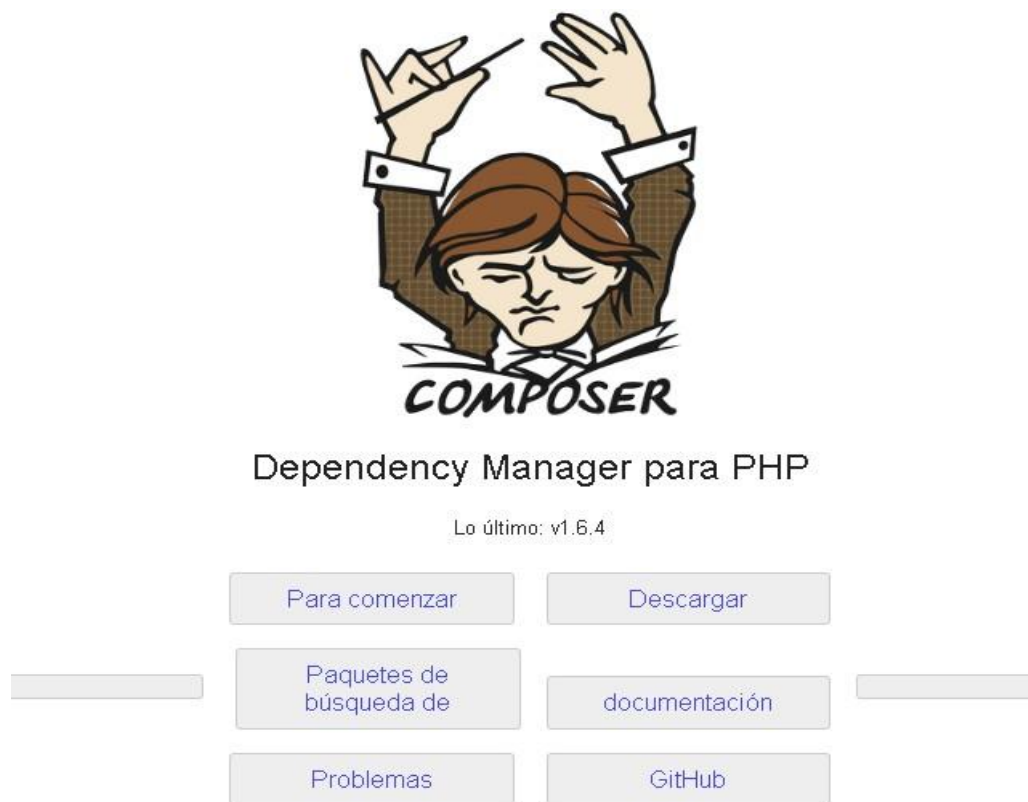 COMPOSER
Dependency Manager para PHP
Lo último: v1.6.4
Para comenzar
Descargar
Paquetes de
búsqueda de
documentación
Problemas
GitHub